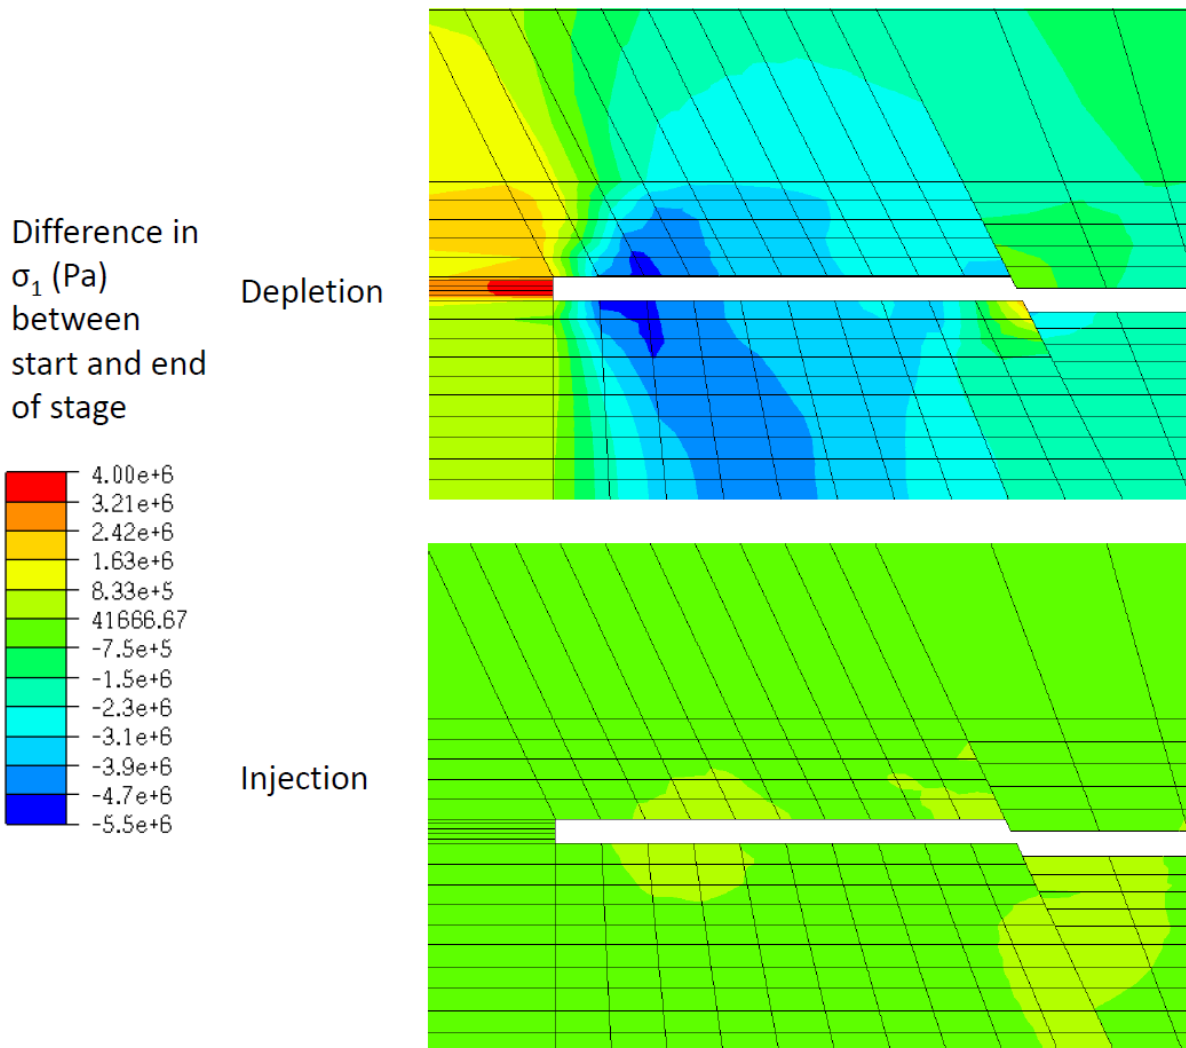 Difference in
σ1 (Pa)
between
start and end
of stage
Depletion
4.00e+6
3.21e+6
2.42e+6
1.63e+6
8.33e+5
41666.67
-7.5e+5
-1.5e+6
-2.3e+6
-3.1e+6
-3.9e+6
-4.7e+6
-5.5e+6
Injection